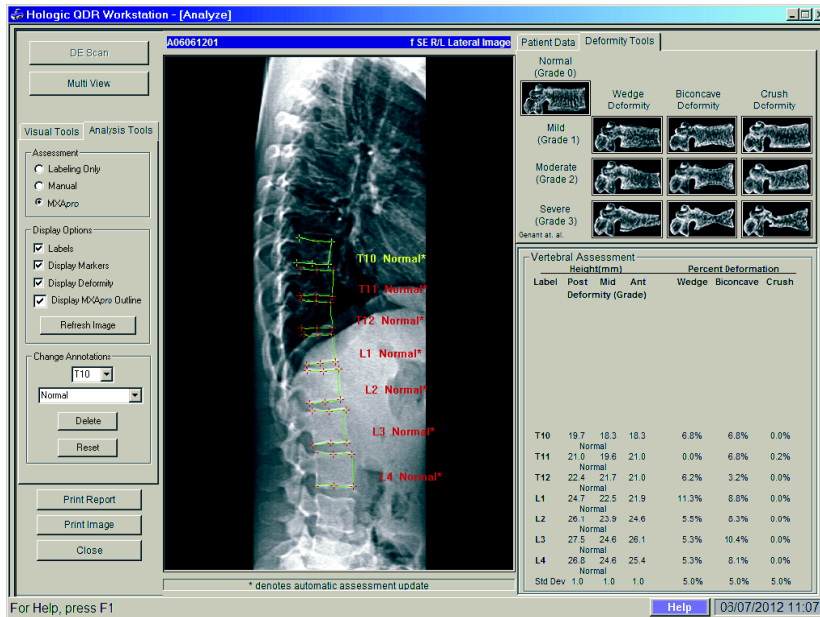 Hologic QDR Workstation - [Analyze]
DE Scan
Multi View
Visual Tools Analysis Tools
Assessment
Labeling Only
Manual
MXApro
Display Options
Labels
Display Markers
Display Deformity
Display MXApro Outline
Refresh Image
Change Annotations
T10
Normal
Delete
Reset
Print Report
Print Image
Close
A06061201 f SE R/L Lateral Image
T10 Normal*
T11 Normal*
T12 Normal*
L1 Normal*
L2 Normal*
L3 Normal*
L4 Normal*
* denotes automatic assessment update
Patient Data Deformity Tools
Normal
(Grade 0)
Wedge Deformity Biconcave Deformity Crush Deformity
Mild
(Grade 1)
Moderate
(Grade 2)
Severe
(Grade 3)
Genant at. al.
Vertebral Assessment
Height(mm) Percent Deformation
Label Post Mid Ant Wedge Biconcave Crush
Deformity (Grade)
T10 19.7 18.3 18.3 6.8% 6.8% 0.0%
Normal
T11 21.0 19.6 21.0 0.0% 6.8% 0.2%
Normal
T12 22.4 21.7 21.0 6.2% 3.2% 0.0%
Normal
L1 24.7 22.5 21.9 11.3% 8.8% 0.0%
Normal
L2 26.1 23.9 24.6 5.5% 8.3% 0.0%
Normal
L3 27.5 24.6 26.1 5.3% 10.4% 0.0%
Normal
L4 26.8 24.6 25.4 5.3% 8.1% 0.0%
Normal
Std Dev 1.0 1.0 1.0 5.0% 5.0% 5.0%
For Help, press F1
Help
06/07/2012 11:07